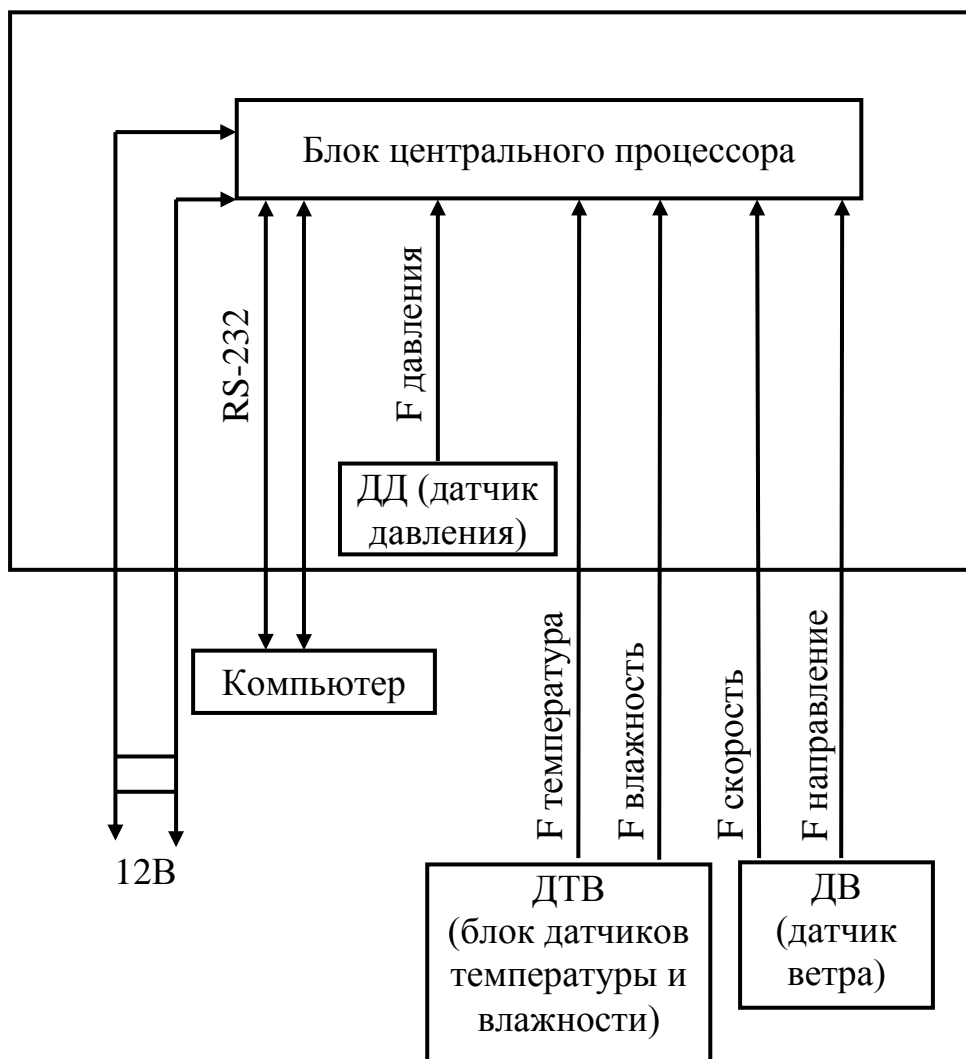 Блок центрального процессора
RS-232
F давления
ДД (датчик
давления)
Компьютер
F температура
F влажность
F скорость
F направление
12В
ДТВ
(блок датчиков
температуры и
влажности)
ДВ
(датчик
ветра)